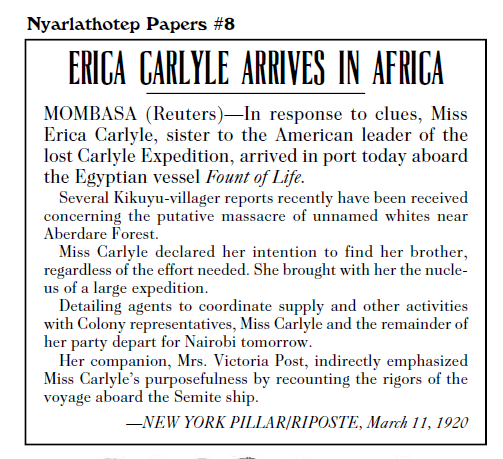 Nyarlathotep Papers #8
ERICA CARLYLE ARRIVES IN AFRICA
MOMBASA (Reuters)—In response to clues, Miss
Erica Carlyle, sister to the American leader of the
lost Carlyle Expedition, arrived in port today aboard
the Egyptian vessel Fount of Life.
Several Kikuyu-villager reports recently have been received
concerning the putative massacre of unnamed whites near
Aberdare Forest.
Miss Carlyle declared her intention to find her brother,
regardless of the effort needed. She brought with her the nucle-
us of a large expedition.
Detailing agents to coordinate supply and other activities
with Colony representatives, Miss Carlyle and the remainder of
her party depart for Nairobi tomorrow.
Her companion, Mrs. Victoria Post, indirectly emphasized
Miss Carlyle's purposefulness by recounting the rigors of the
voyage aboard the Semite ship.
—NEW YORK PILLAR/RIPOSTE, March 11, 1920